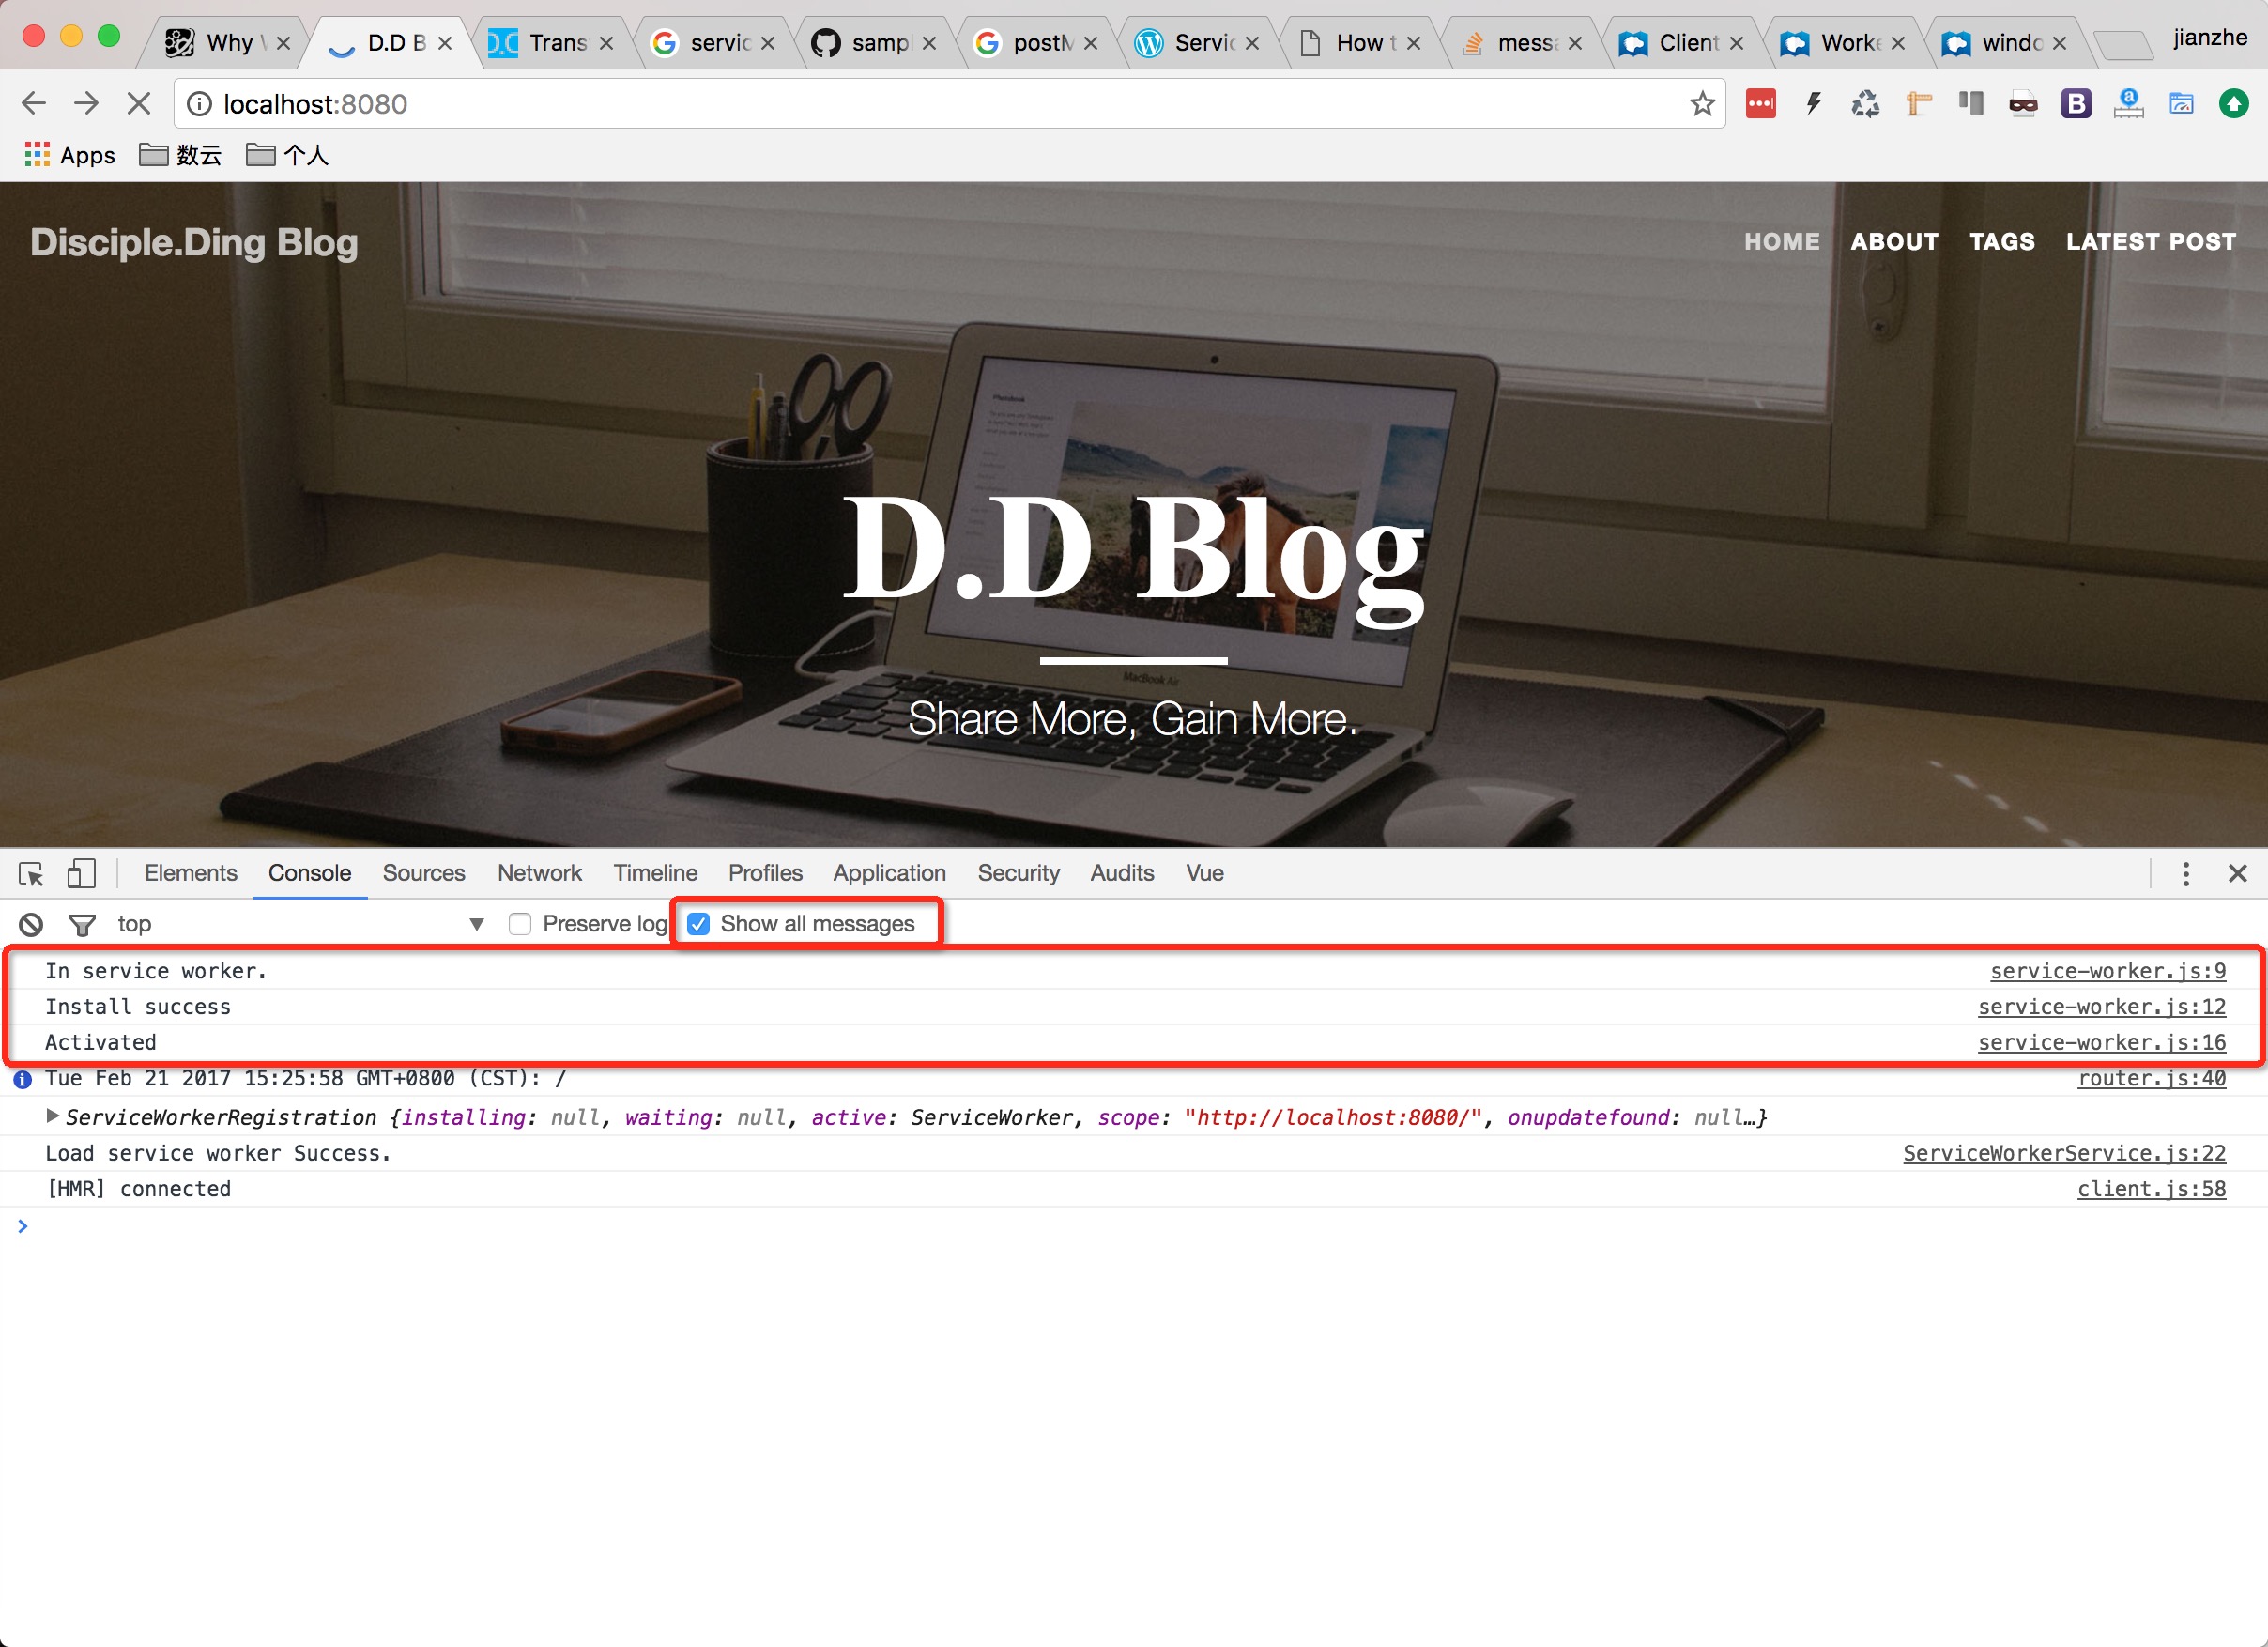 Why
D.D B
Trans
servic
sampl
postM
Servic
How t
messa
Client
Worke
windo
jianzhe
localhost:8080
Apps
数云
个人
Disciple.Ding Blog
HOME ABOUT TAGS LATEST POST
D.D Blog
MacBook Air
Share More, Gain More.
Elements Console Sources Network Timeline Profiles Application Security Audits Vue
top Preserve log Show all messages
In service worker. service-worker.js:9
Install success service-worker.js:12
Activated service-worker.js:16
Tue Feb 21 2017 15:25:58 GMT+0800 (CST): / router.js:40
ServiceWorkerRegistration {installing: null, waiting: null, active: ServiceWorker, scope: "http://localhost:8080/", onupdatefound: null…}
Load service worker Success. ServiceWorkerService.js:22
[HMR] connected client.js:58